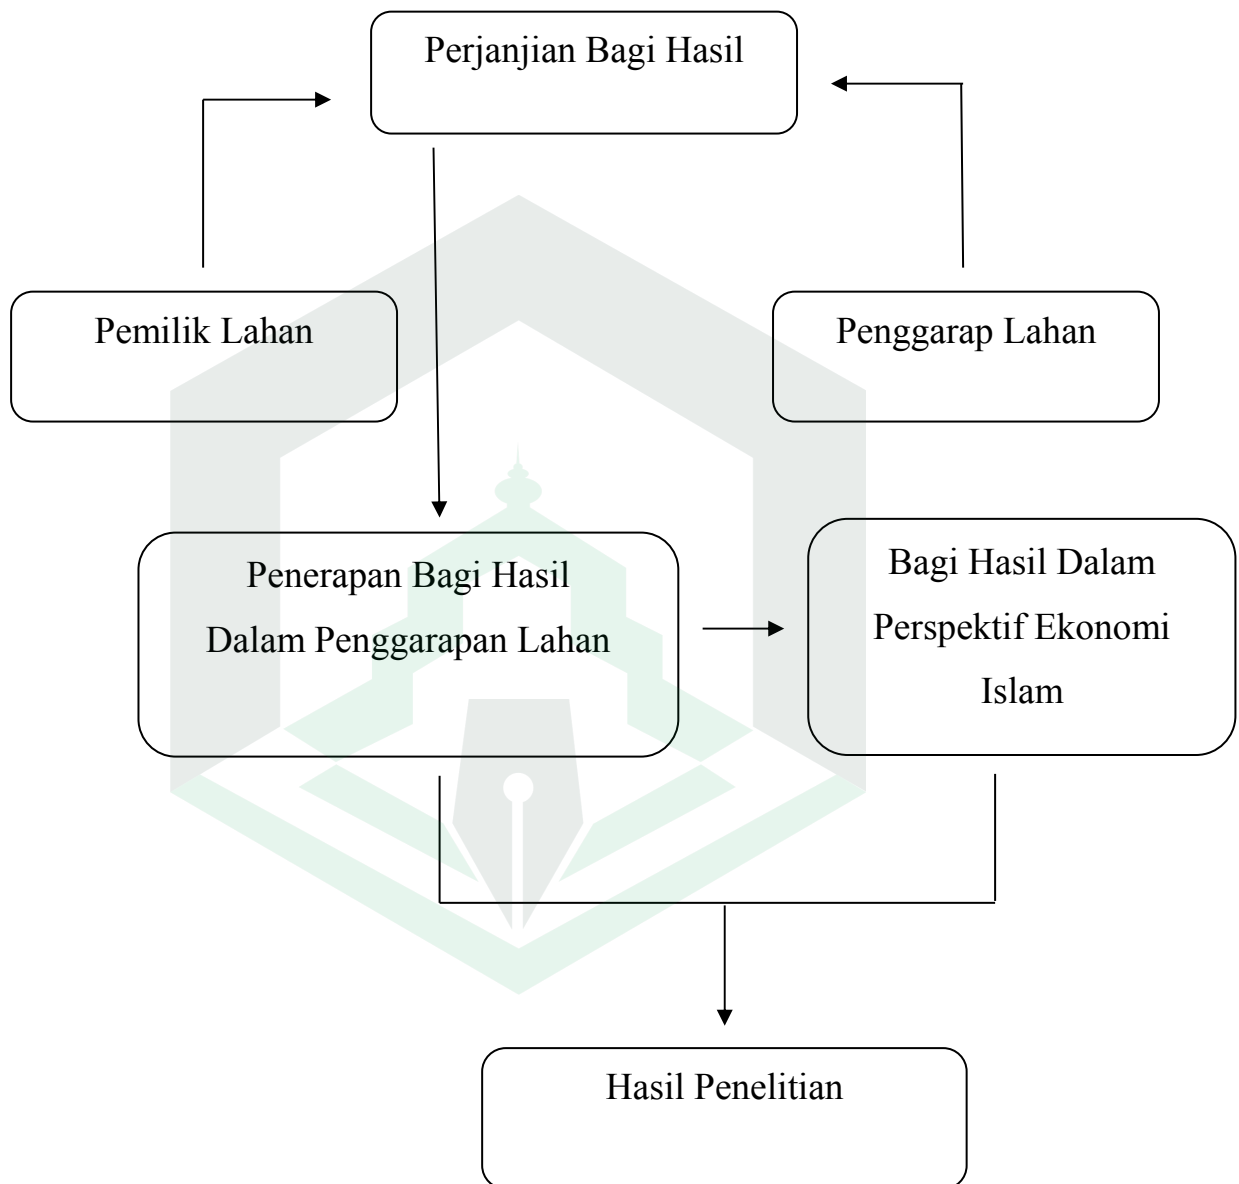 Perjanjian Bagi Hasil
Pemilik Lahan
Penggarap Lahan
Penerapan Bagi Hasil
Dalam Penggarapan Lahan
Bagi Hasil Dalam
Perspektif Ekonomi
Islam
Hasil Penelitian